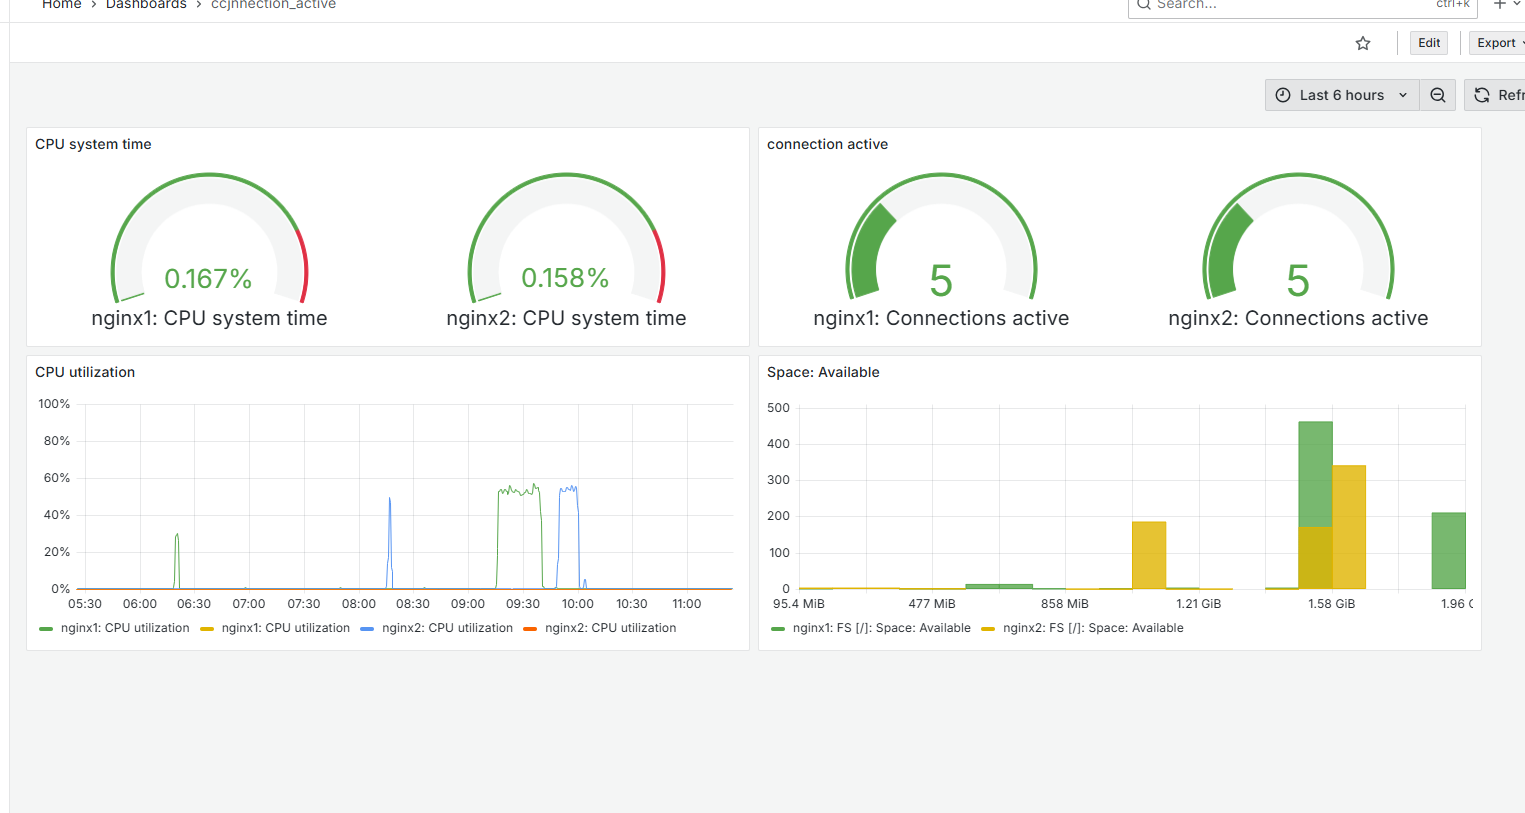 Home > Dashboards > ccjnnection_active
Search... ctrl+k
Edit Export
Last 6 hours Refr
CPU system time
0.167%
nginx1: CPU system time
0.158%
nginx2: CPU system time
connection active
5
nginx1: Connections active
5
nginx2: Connections active
CPU utilization
100%
80%
60%
40%
20%
0%
05:30 06:00 06:30 07:00 07:30 08:00 08:30 09:00 09:30 10:00 10:30 11:00
nginx1: CPU utilization nginx1: CPU utilization nginx2: CPU utilization nginx2: CPU utilization
Space: Available
500
400
300
200
100
0
95.4 MiB 477 MiB 858 MiB 1.21 GiB 1.58 GiB 1.96 G
nginx1: FS [/]: Space: Available nginx2: FS [/]: Space: Available